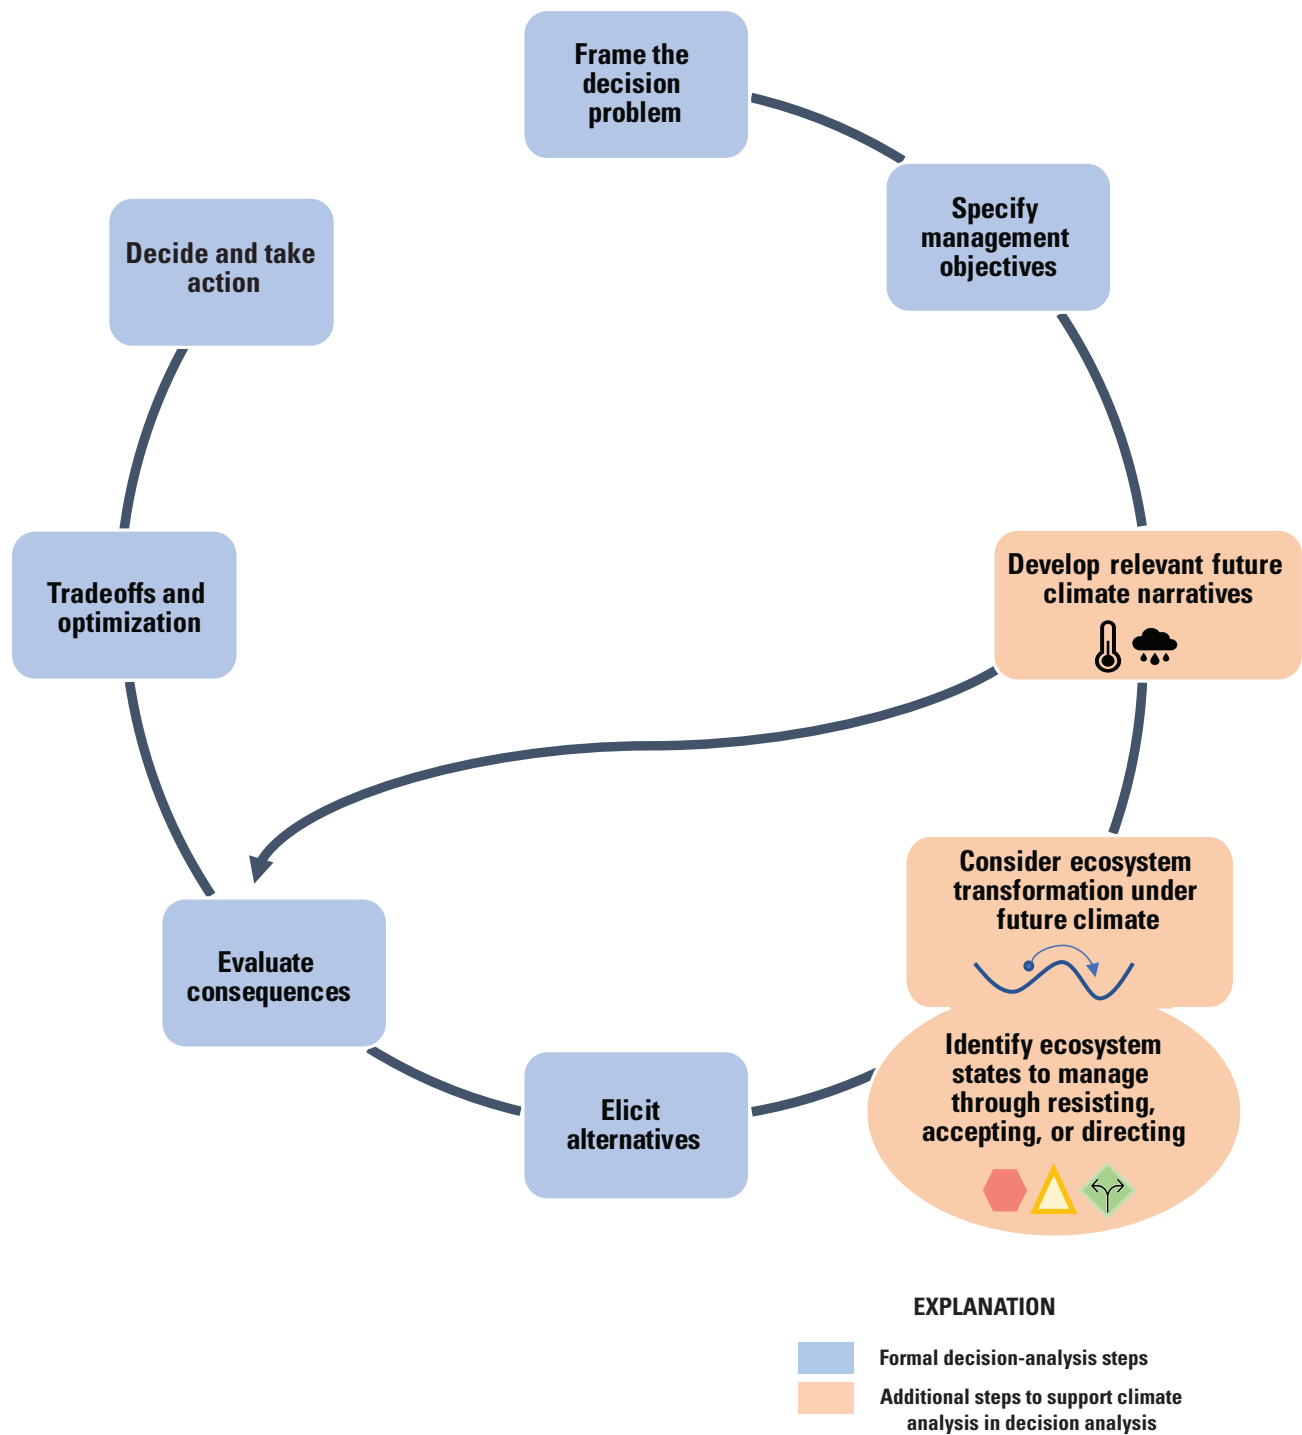 Frame the
decision
problem
Specify
management
objectives
Develop relevant future
climate narratives
Consider ecosystem
transformation under
future climate
Identify ecosystem
states to manage
through resisting,
accepting, or directing
Elicit
alternatives
Evaluate
consequences
Tradeoffs and
optimization
Decide and take
action
EXPLANATION
Formal decision-analysis steps
Additional steps to support climate
analysis in decision analysis